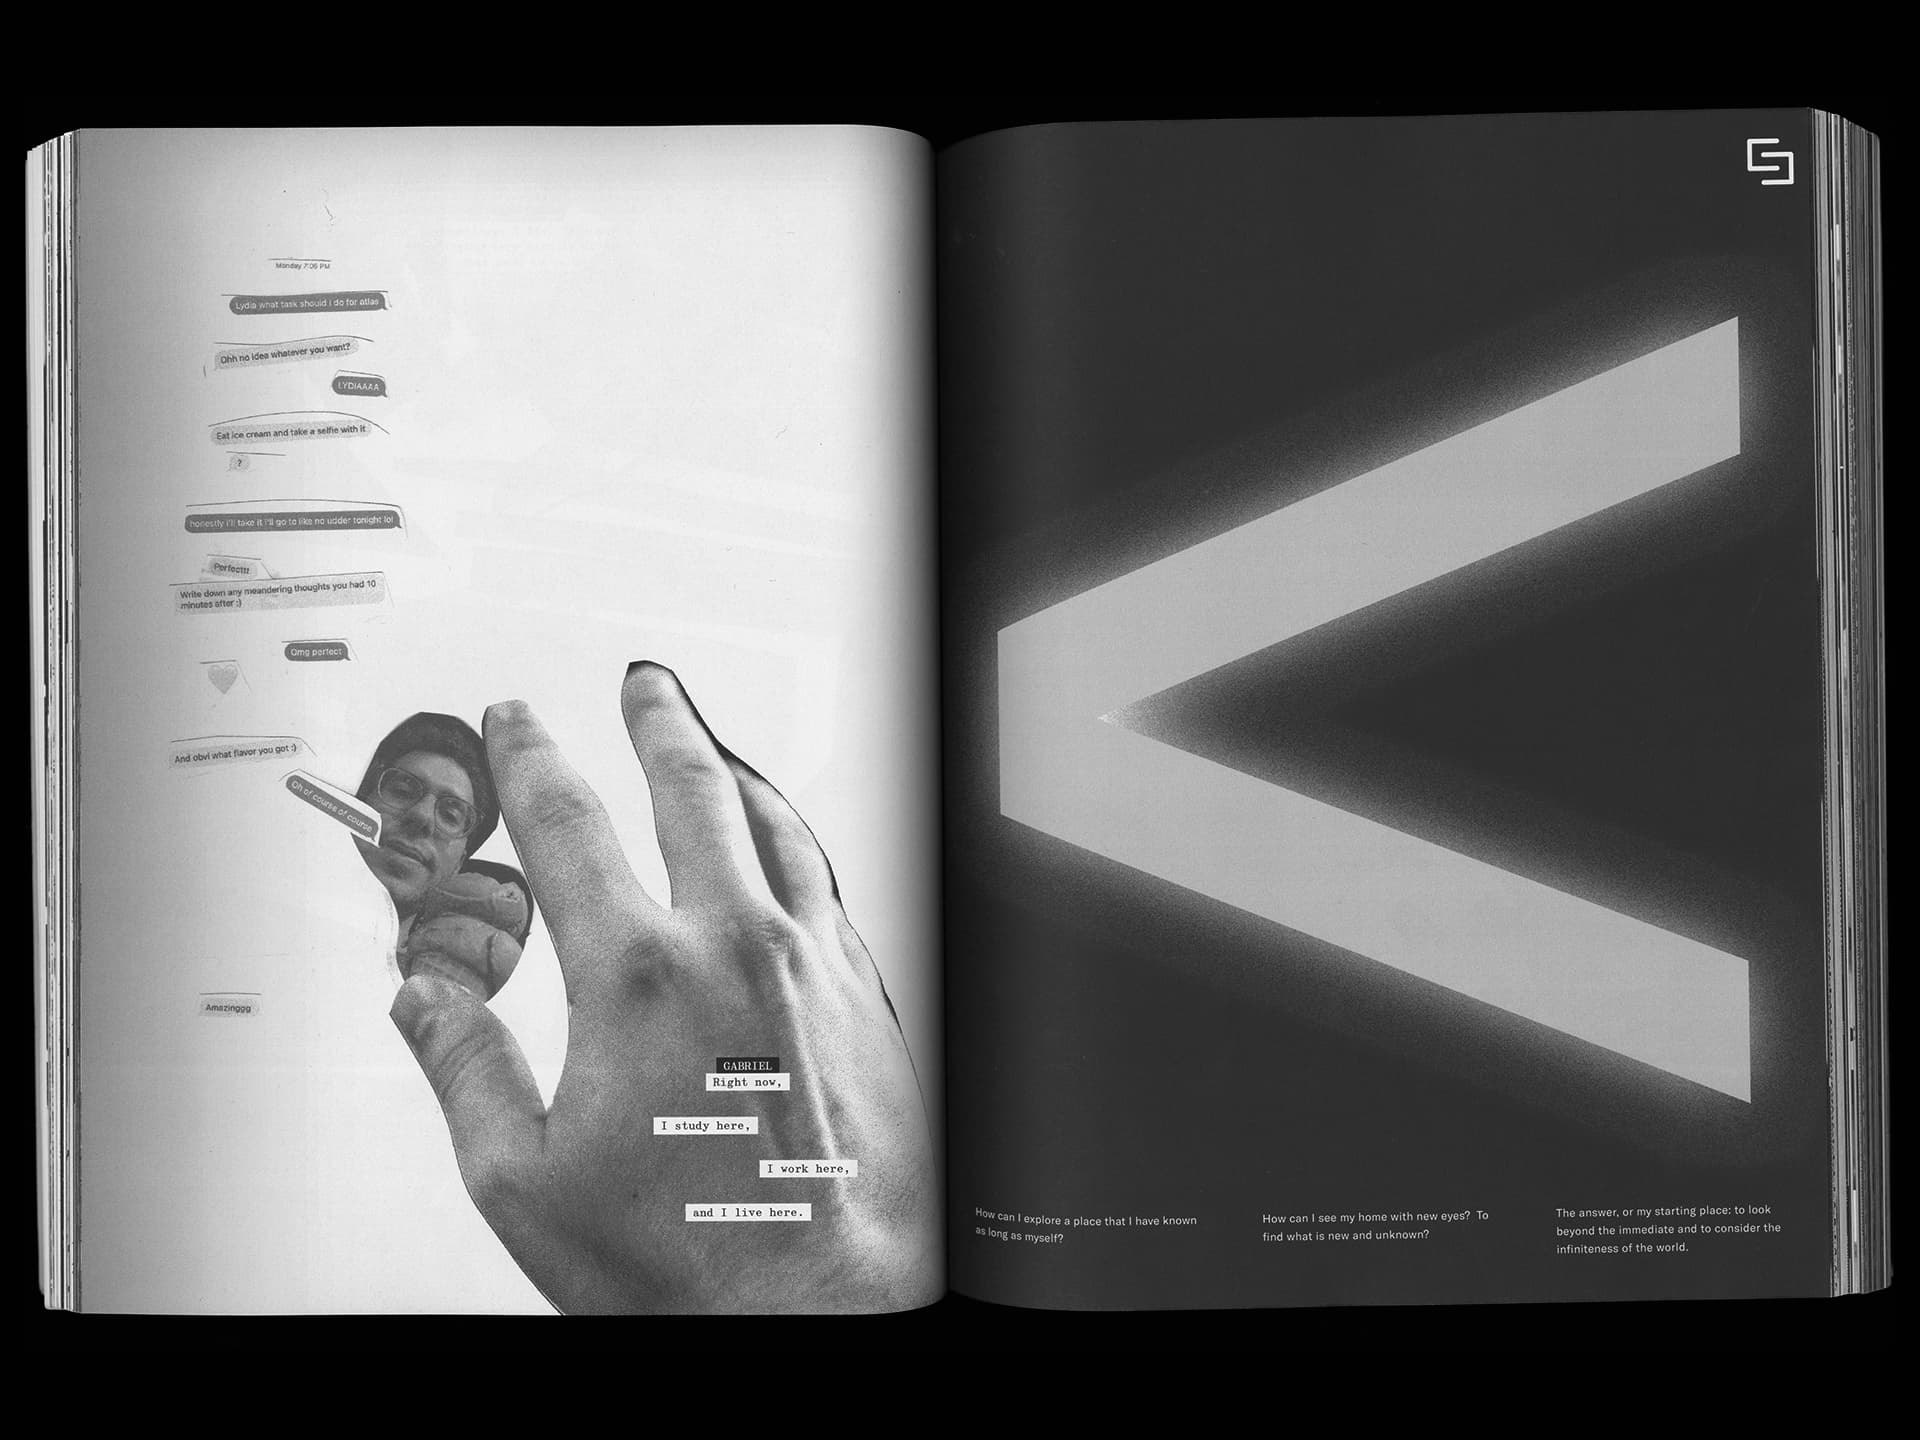 Monday 7:06 PM
Lydia what task should i do for atlas
Ohh no idea whatever you want?
LYDIAAAA
Eat ice cream and take a selfie with it
?
honestly i'll take it i'll go to like no udder tonight lol
Perfecttt
Write down any meandering thoughts you had 10
minutes after :)
Omg perfect
And obvi what flavor you got :)
Oh of course of course
Amazinggg
GABRIEL
Right now,
I study here,
I work here,
and I live here.
How can I explore a place that I have known
as long as myself?
How can I see my home with new eyes? To
find what is new and unknown?
The answer, or my starting place: to look
beyond the immediate and to consider the
infiniteness of the world.